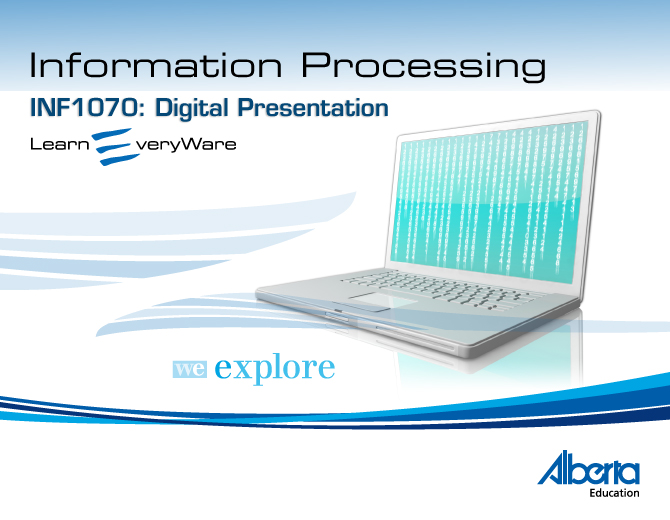 Information Processing
INF1070: Digital Presentation
Learn EveryWare
we explore
Alberta
Education